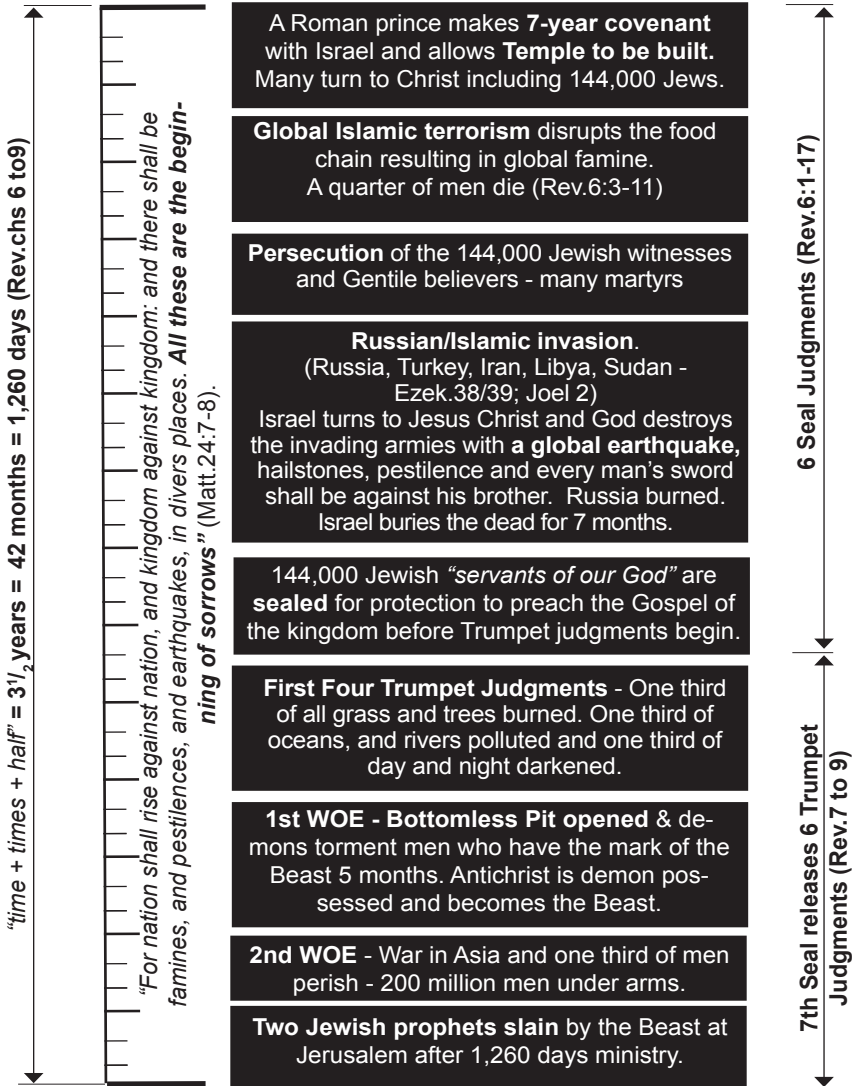 "time + times + half" = 3 1/2 years = 42 months = 1,260 days (Rev.chs 6 to9)
"For nation shall rise against nation, and kingdom against kingdom: and there shall be
famines, and pestilences, and earthquakes, in divers places. All these are the begin-
ning of sorrows" (Matt.24:7-8).
A Roman prince makes 7-year covenant
with Israel and allows Temple to be built.
Many turn to Christ including 144,000 Jews.
Global Islamic terrorism disrupts the food
chain resulting in global famine.
A quarter of men die (Rev.6:3-11)
Persecution of the 144,000 Jewish witnesses
and Gentile believers - many martyrs
Russian/Islamic invasion.
(Russia, Turkey, Iran, Libya, Sudan -
Ezek.38/39; Joel 2)
Israel turns to Jesus Christ and God destroys
the invading armies with a global earthquake,
hailstones, pestilence and every man's sword
shall be against his brother. Russia burned.
Israel buries the dead for 7 months.
144,000 Jewish "servants of our God" are
sealed for protection to preach the Gospel of
the kingdom before Trumpet judgments begin.
First Four Trumpet Judgments - One third
of all grass and trees burned. One third of
oceans, and rivers polluted and one third of
day and night darkened.
1st WOE - Bottomless Pit opened & de-
mons torment men who have the mark of the
Beast 5 months. Antichrist is demon pos-
sessed and becomes the Beast.
2nd WOE - War in Asia and one third of men
perish - 200 million men under arms.
Two Jewish prophets slain by the Beast at
Jerusalem after 1,260 days ministry.
6 Seal Judgments (Rev.6:1-17)
7th Seal releases 6 Trumpet
Judgments (Rev.7 to 9)